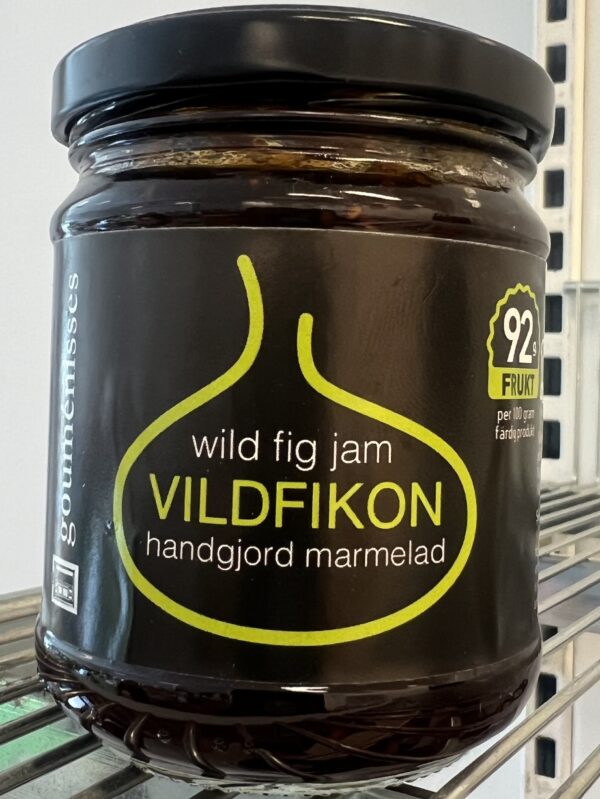 wild fig jam
VILDFIKON
handgjord marmelad
92g
FRUKT
per 100 gram
färdig produkt